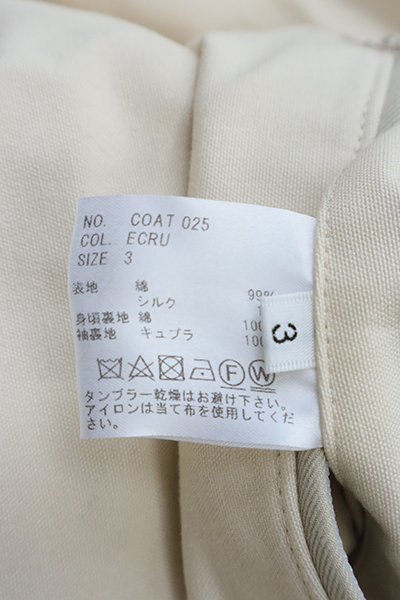 NO. COAT 025
COL. ECRU
SIZE 3
表地 綿 99%
シルク
身頃裏地 綿 100
袖裏地 キュプラ 100
F W
タンブラー乾燥はお避け下さい。
アイロンは当て布を使用してくだ
さい。
3